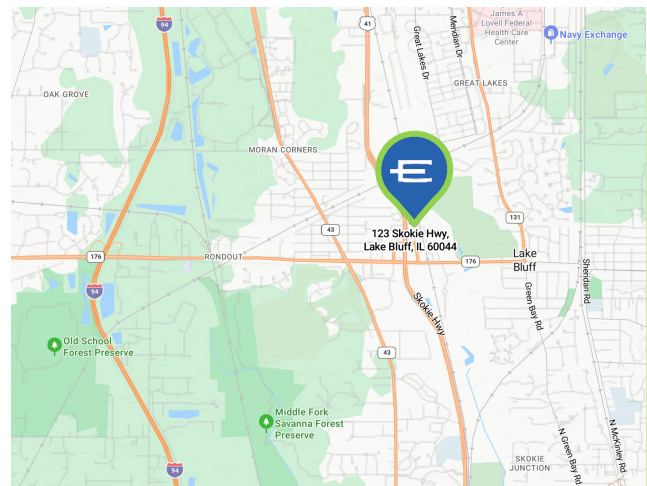 James A
Lovell Federal
Health Care
Center
Navy Exchange
94
41
Great Lakes Dr
Meridian Dr
GREAT LAKES
OAK GROVE
MORAN CORNERS
E
131
43
123 Skokie Hwy,
Lake Bluff, IL 60044
176
RONDOUT
176
Lake
Bluff
94
Skokie Hwy
Green Bay Rd
Sheridan Rd
Old School
Forest Preserve
43
Middle Fork
Savanna Forest
Preserve
94
SKOKIE
JUNCTION
N Green Bay Rd
N McKinley Rd